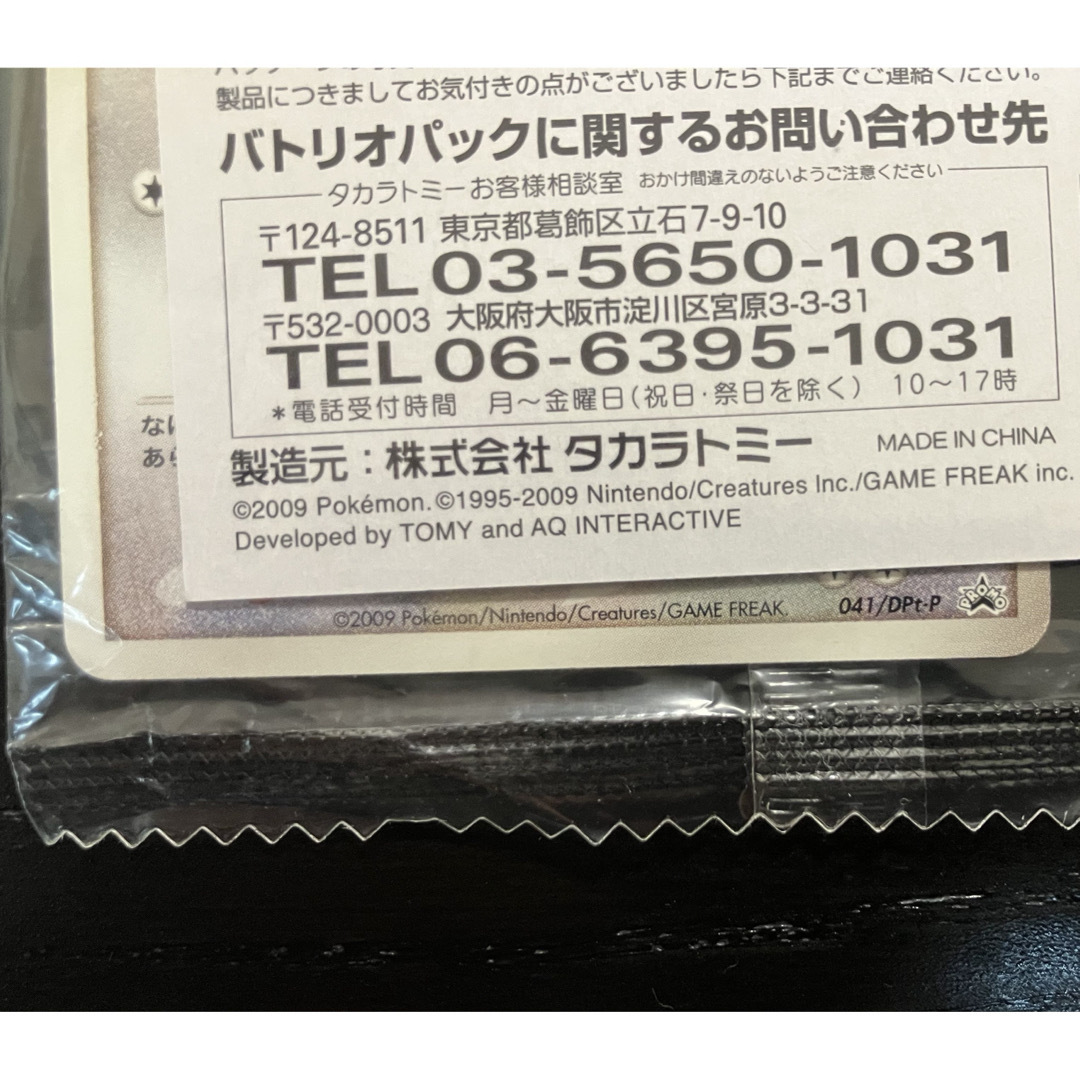 製品につきましてお気付きの点がございましたら下記までご連絡ください。
バトリオパックに関するお問い合わせ先
タカラトミーお客様相談室 おかけ間違えのないようご注意ください
〒124-8511 東京都葛飾区立石7-9-10
TEL 03-5650-1031
〒532-0003 大阪府大阪市淀川区宮原3-3-31
TEL 06-6395-1031
*電話受付時間 月〜金曜日(祝日・祭日を除く) 10〜17時
製造元:株式会社 タカラトミー MADE IN CHINA
©2009 Pokémon. ©1995-2009 Nintendo/Creatures Inc./GAME FREAK inc.
Developed by TOMY and AQ INTERACTIVE
©2009 Pokémon/Nintendo/Creatures/GAME FREAK. 041/DPt-P PROMO